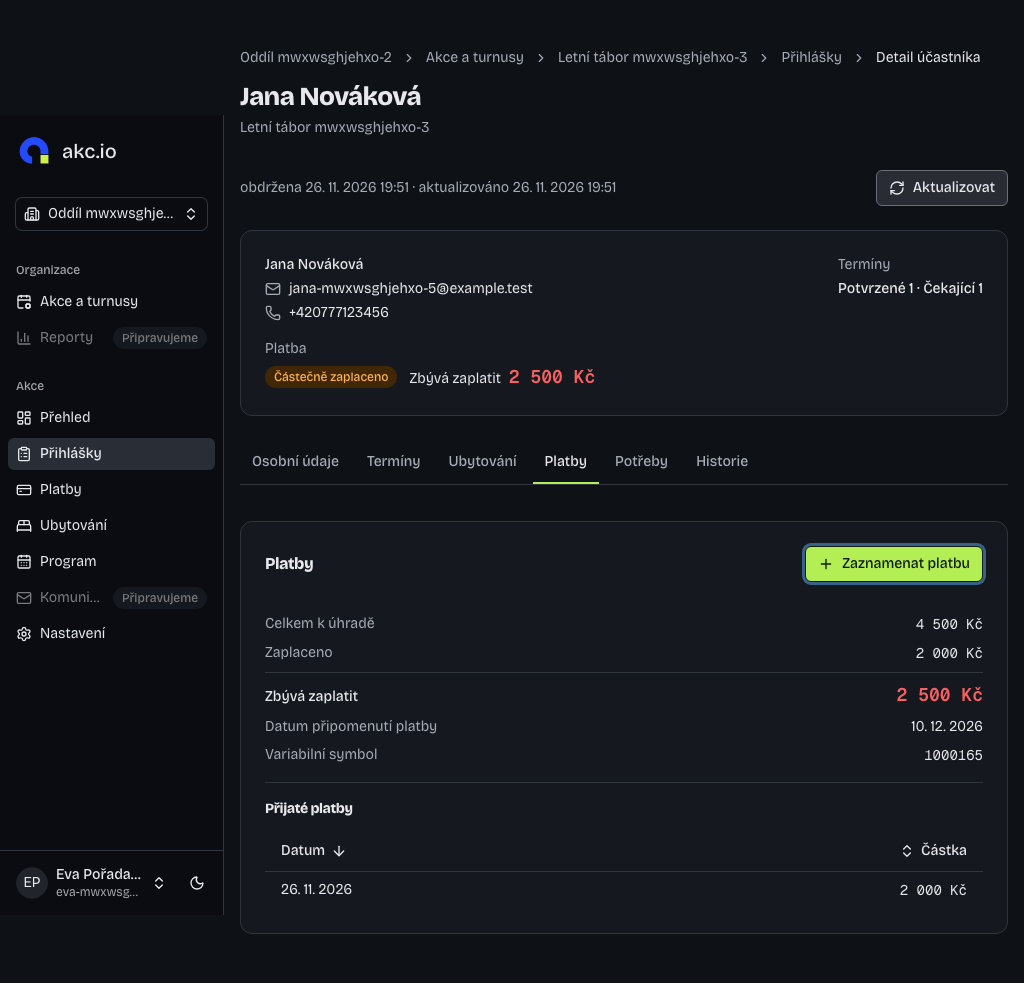 Oddíl mwxwsghjehxo-2 > Akce a turnusy > Letní tábor mwxwsghjehxo-3 > Přihlášky > Detail účastníka
Jana Nováková
Letní tábor mwxwsghjehxo-3
akc.io
Oddíl mwxwsghje...
Organizace
Akce a turnusy
Reporty Připravujeme
Akce
Přehled
Přihlášky
Platby
Ubytování
Program
Komuni... Připravujeme
Nastavení
EP Eva Pořada...
eva-mwxwsg...
obdržena 26. 11. 2026 19:51 · aktualizováno 26. 11. 2026 19:51
Aktualizovat
Jana Nováková
jana-mwxwsghjehxo-5@example.test
+420777123456
Termíny
Potvrzené 1 · Čekající 1
Platba
Částečně zaplaceno Zbývá zaplatit 2 500 Kč
Osobní údaje Termíny Ubytování Platby Potřeby Historie
Platby
+ Zaznamenat platbu
Celkem k úhradě 4 500 Kč
Zaplaceno 2 000 Kč
Zbývá zaplatit 2 500 Kč
Datum připomenutí platby 10. 12. 2026
Variabilní symbol 1000165
Přijaté platby
Datum ↓ Částka
26. 11. 2026 2 000 Kč